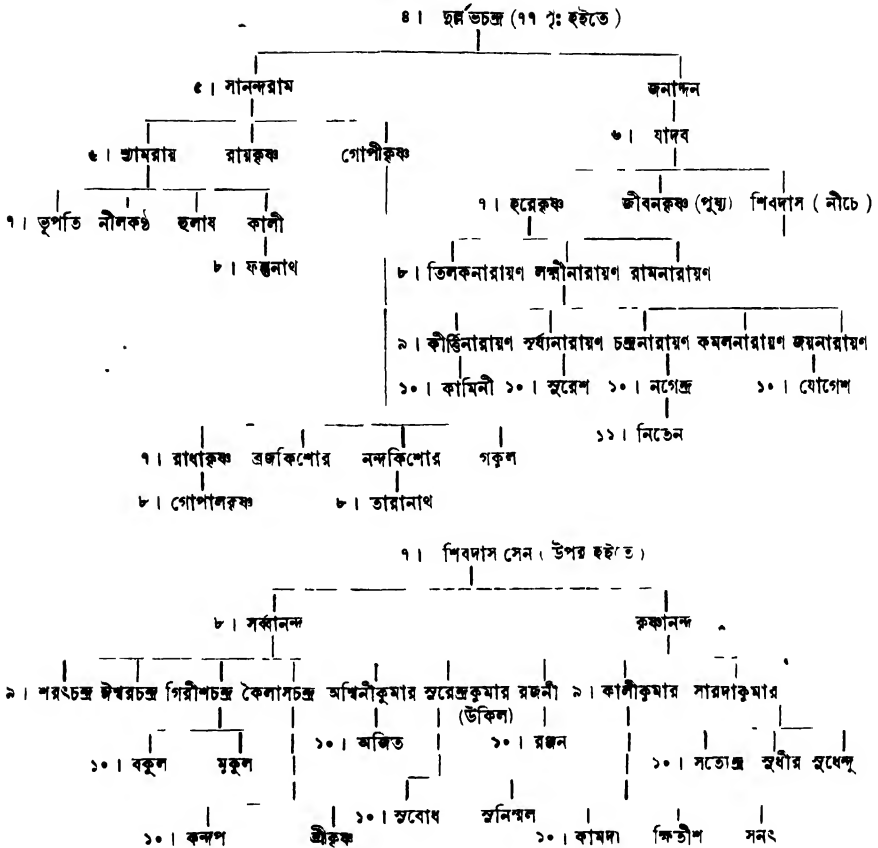 ৪। দুর্ল্লভচন্দ্র (১১ পৃঃ হইতে)
৫। সানন্দরাম জনার্দ্দন
৬। শ্যামরায় রায়কৃষ্ণ গোপীকৃষ্ণ ৬। যাদব
৭। হরেকৃষ্ণ জীবনকৃষ্ণ (পূষ্য) শিবদাস (নীচে)
৭। ভূপতি নীলকণ্ঠ কালী
৮। তিলকনারায়ণ লক্ষ্মীনারায়ণ রামনারায়ণ
৮। ফল্গুনাথ
৯। কীর্ত্তিনারায়ণ সূর্য্যনারায়ণ চন্দ্রনারায়ণ কমলনারায়ণ জয়নারায়ণ
১০। কামিনী ১০। সুরেশ ১০। নগেন্দ্র ১০। যোগেশ
১১। নিতেন
৭। রাধাকৃষ্ণ ব্রজকিশোর নন্দকিশোর গকুল
৮। গোপালকৃষ্ণ ৮। তারানাথ
৭। শিবদাস সেন (উপর হইতে)
৮। সর্ব্বানন্দ কৃষ্ণানন্দ
৯। শরৎচন্দ্র ঈশ্বরচন্দ্র গিরীশচন্দ্র কৈলাসচন্দ্র অশ্বিনীকুমার সুরেন্দ্রকুমার রজনী ৯। কালীকুমার সারদাকুমার
(উকিল)
১০। বকুল মুকুল ১০। অজিত ১০। রঞ্জন ১০। সত্যেন্দ্র সুধীর সুধেন্দু
১০। কন্দর্প শ্রীকৃষ্ণ ১০। সুবোধ সুনির্ম্মল ১০। কামদা ক্ষিতীশ সনৎ